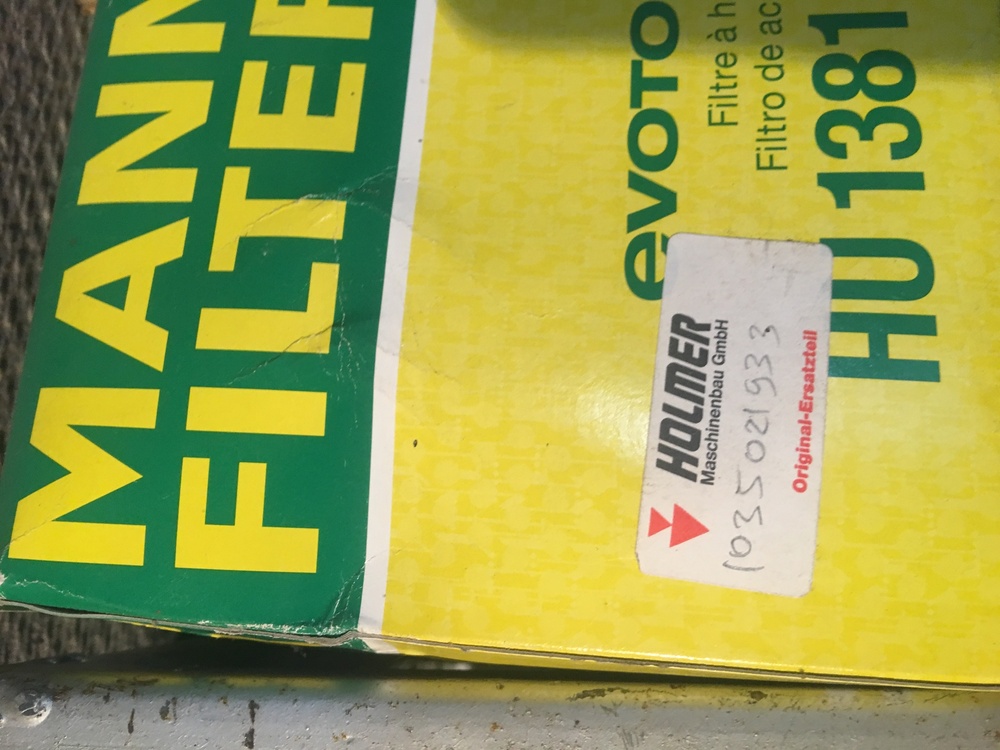 MANN
FILTER
evoto
Filtre à h
Filtro de ac
HU 1381
HOLMER
Maschinenbau GmbH
1035021933
Original-Ersatzteil